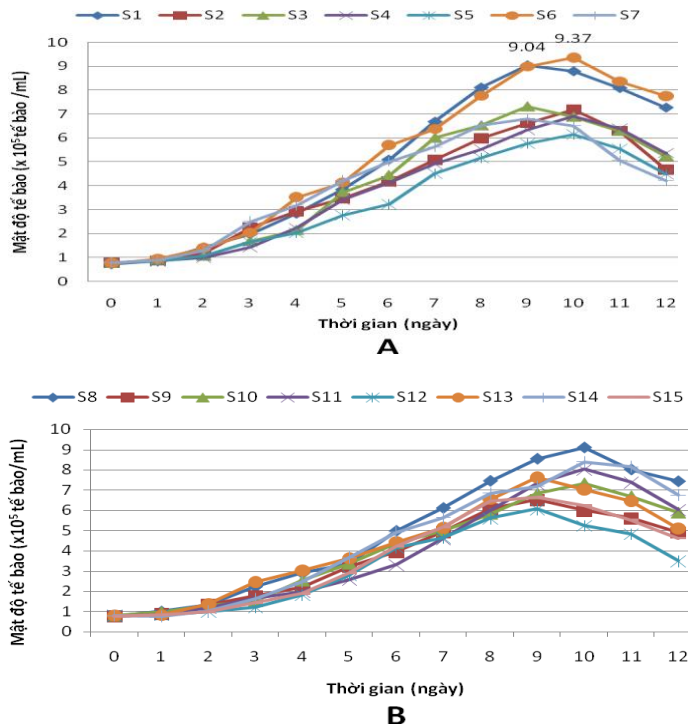 S1 S2 S3 S4 S5 S6 S7
9.04 9.37
Mật độ tế bào (x 10⁵ tế bào /mL)
10
9
8
7
6
5
4
3
2
1
0
0 1 2 3 4 5 6 7 8 9 10 11 12
Thời gian (ngày)
A
S8 S9 S10 S11 S12 S13 S14 S15
Mật độ tế bào (x10⁵ tế bào/mL)
10
9
8
7
6
5
4
3
2
1
0
0 1 2 3 4 5 6 7 8 9 10 11 12
Thời gian (ngày)
B